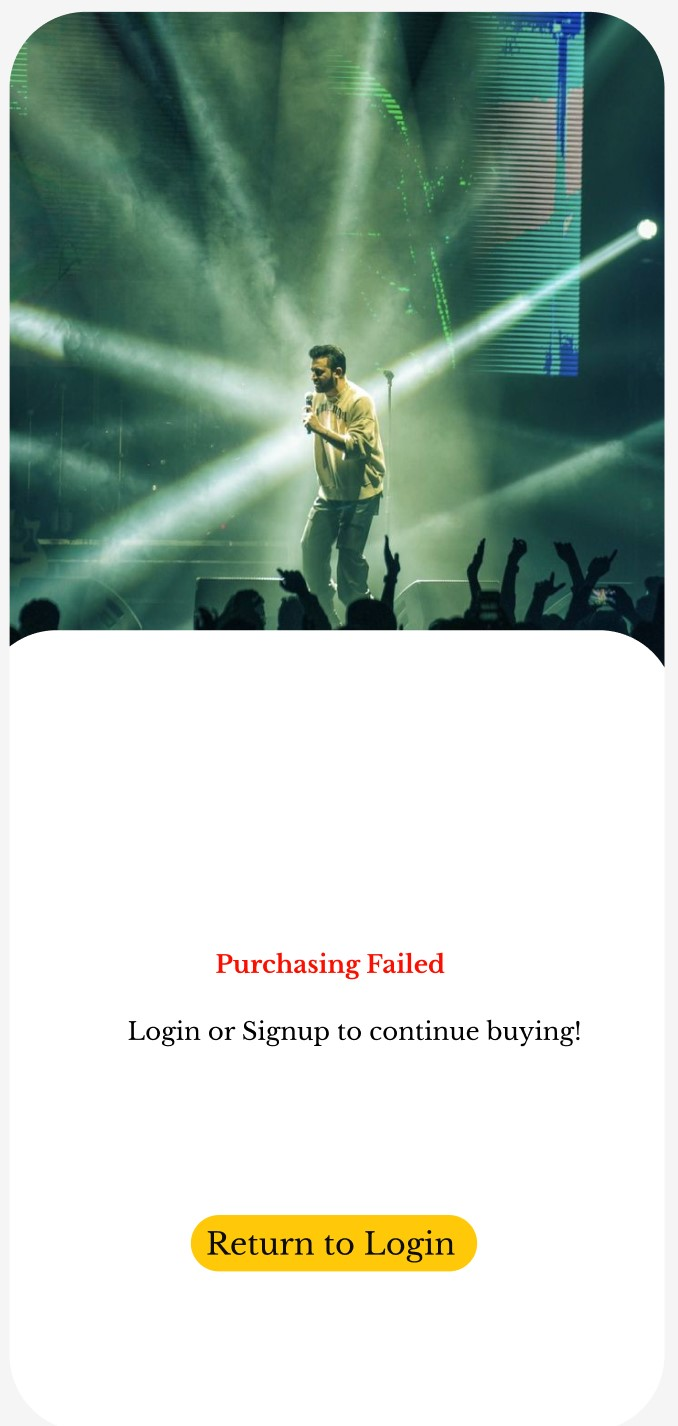 Purchasing Failed
Login or Signup to continue buying!
Return to Login